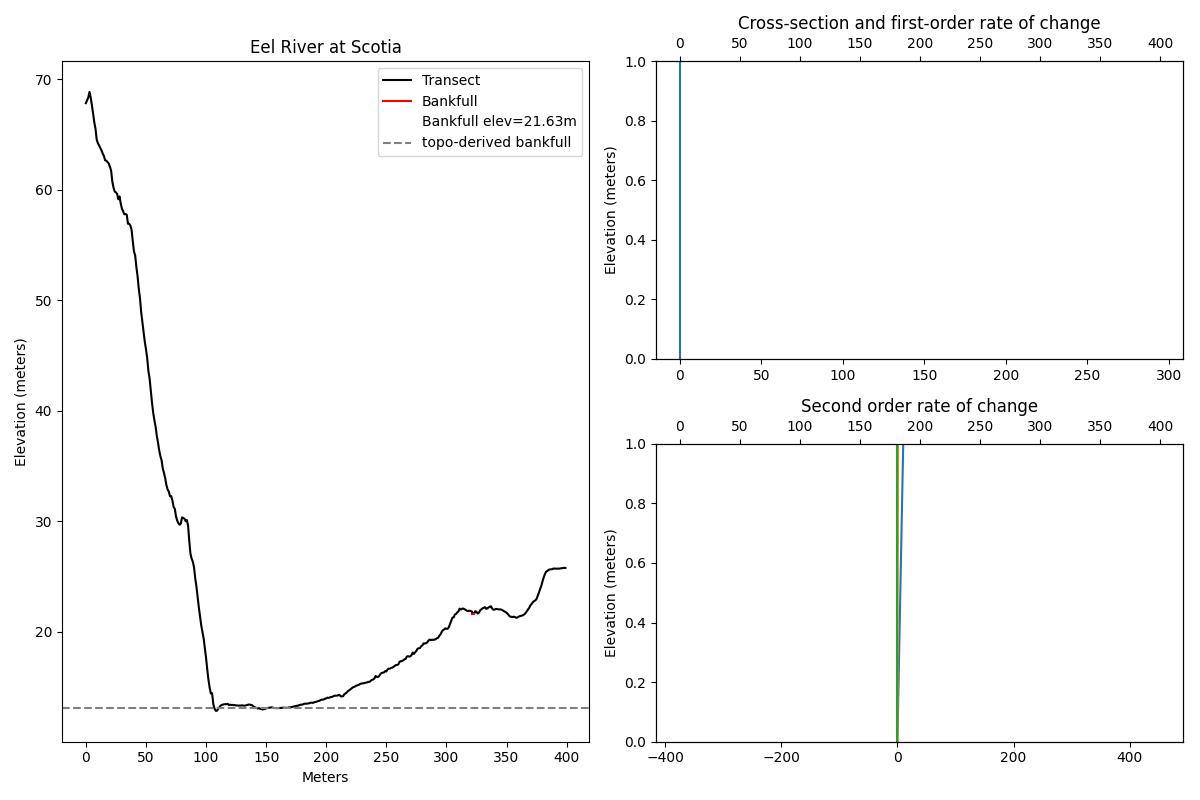 Eel River at Scotia
70
60
50
40
30
20
Elevation (meters)
0 50 100 150 200 250 300 350 400
Meters
Transect
Bankfull
Bankfull elev=21.63m
topo-derived bankfull
Cross-section and first-order rate of change
0 50 100 150 200 250 300 350 400
1.0
0.8
0.6
0.4
0.2
0.0
Elevation (meters)
0 50 100 150 200 250 300
Second order rate of change
0 50 100 150 200 250 300 350 400
1.0
0.8
0.6
0.4
0.2
0.0
Elevation (meters)
−400 −200 0 200 400